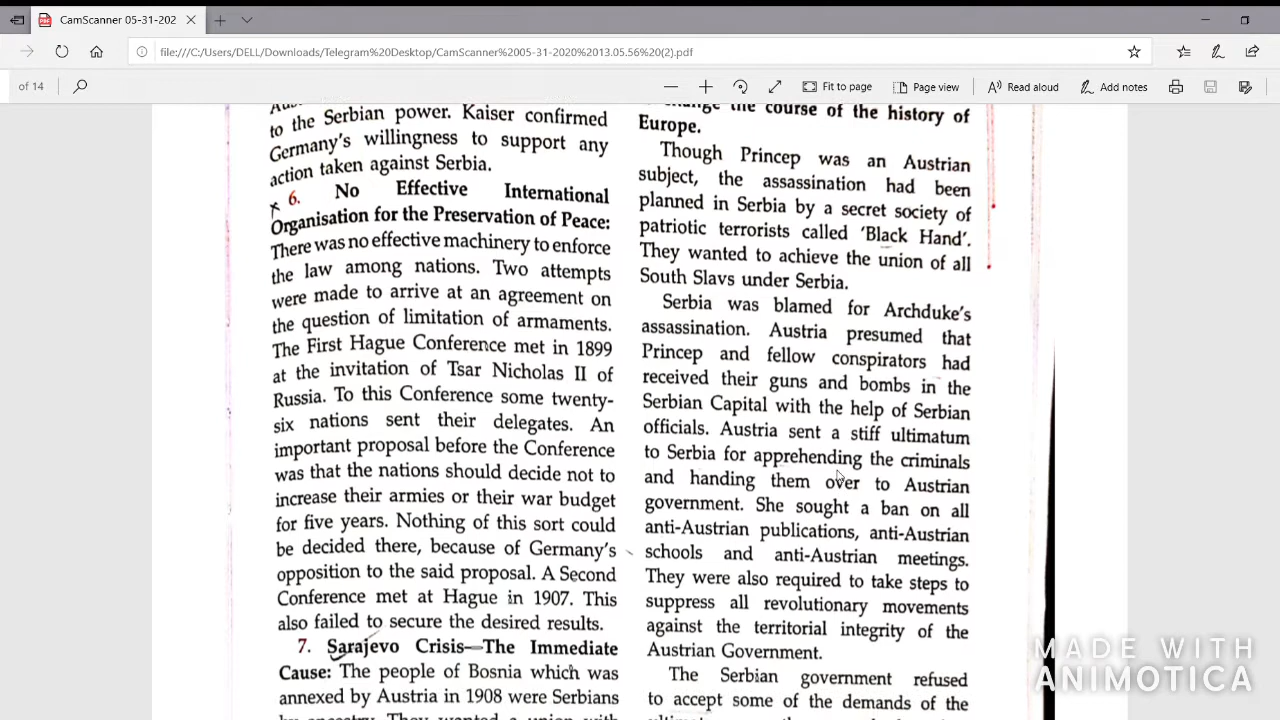 CamScanner 05-31-202
file:///C:/Users/DELL/Downloads/Telegram%20Desktop/CamScanner%2005-31-2020%2013.05.56%20(2).pdf
of 14
Fit to page
Page view
Read aloud
Add notes
to the Serbian power. Kaiser confirmed
Germany's willingness to support any
action taken against Serbia.
6. No Effective International
Organisation for the Preservation of Peace:
There was no effective machinery to enforce
the law among nations. Two attempts
were made to arrive at an agreement on
the question of limitation of armaments.
The First Hague Conference met in 1899
at the invitation of Tsar Nicholas II of
Russia. To this Conference some twenty-
six nations sent their delegates. An
important proposal before the Conference
was that the nations should decide not to
increase their armies or their war budget
for five years. Nothing of this sort could
be decided there, because of Germany's
opposition to the said proposal. A Second
Conference met at Hague in 1907. This
also failed to secure the desired results.
7. Sarajevo Crisis—The Immediate
Cause: The people of Bosnia which was
annexed by Austria in 1908 were Serbians
by ancestry. They wanted a union with
change the course of the history of
Europe.
Though Princep was an Austrian
subject, the assassination had been
planned in Serbia by a secret society of
patriotic terrorists called 'Black Hand'.
They wanted to achieve the union of all
South Slavs under Serbia.
Serbia was blamed for Archduke's
assassination. Austria presumed that
Princep and fellow conspirators had
received their guns and bombs in the
Serbian Capital with the help of Serbian
officials. Austria sent a stiff ultimatum
to Serbia for apprehending the criminals
and handing them over to Austrian
government. She sought a ban on all
anti-Austrian publications, anti-Austrian
schools and anti-Austrian meetings.
They were also required to take steps to
suppress all revolutionary movements
against the territorial integrity of the
Austrian Government.
The Serbian government refused
to accept some of the demands of the
MADE WITH
ANIMOTICA